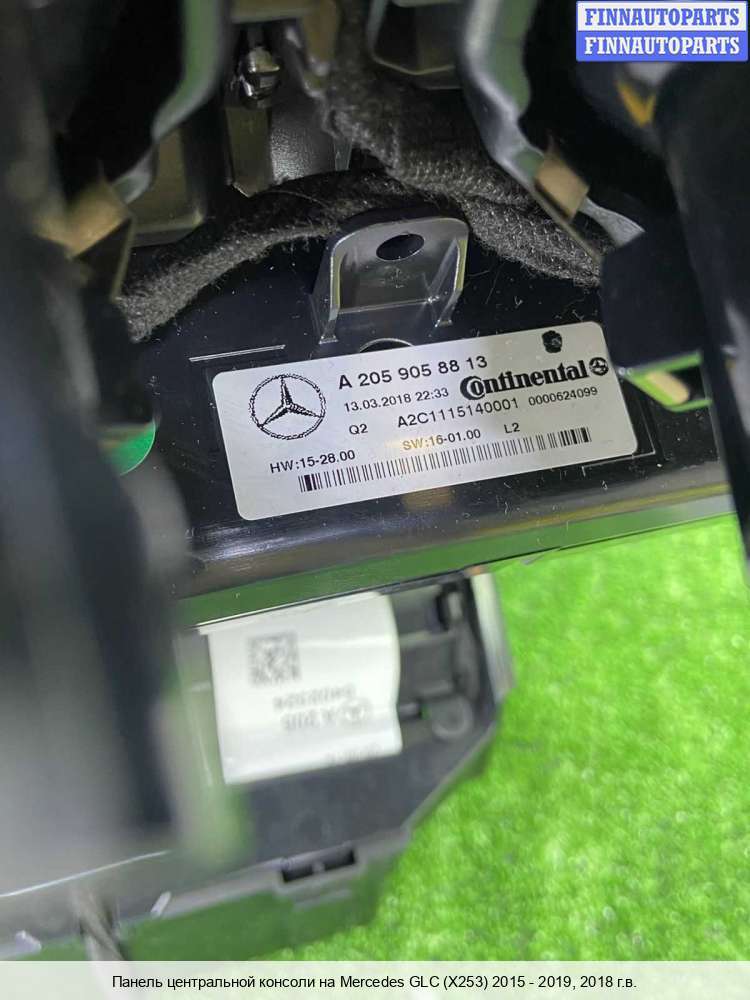 FINNAUTOPARTS
FINNAUTOPARTS
A 205 905 88 13
13.03.2018 22:33 Continental
Q2 A2C1115140001 0000624099
HW:15-28.00 SW:16-01.00 L2
A 205
Панель центральной консоли на Mercedes GLC (X253) 2015 - 2019, 2018 г.в.